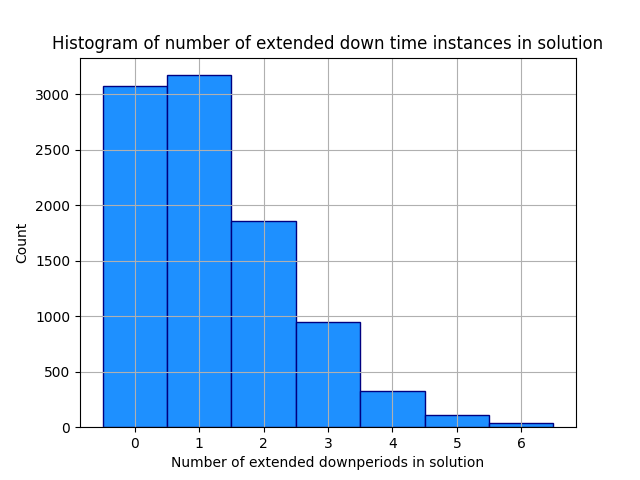 Histogram of number of extended down time instances in solution
3000
2500
2000
1500
1000
500
0
Count
0 1 2 3 4 5 6
Number of extended downperiods in solution